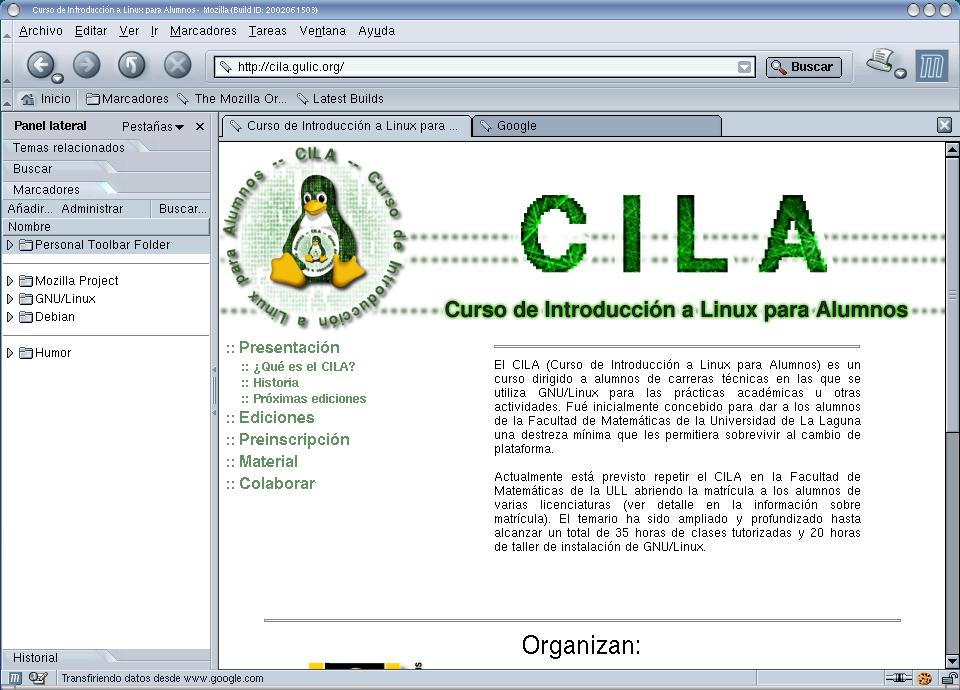 Curso de Introducción a Linux para Alumnos - Mozilla {Build ID: 2002061503}
Archivo Editar Ver Ir Marcadores Tareas Ventana Ayuda
http://cila.gulic.org/ Buscar
Inicio Marcadores The Mozilla Or... Latest Builds
Panel lateral Pestañas
Temas relacionados
Buscar
Marcadores
Añadir... Administrar Buscar...
Nombre
Personal Toolbar Folder
Mozilla Project
GNU/Linux
Debian
Humor
Historial
Curso de Introducción a Linux para ... Google
-- CILA -- Curso de Introducción a Linux para Alumnos
CILA
Curso de Introducción a Linux para Alumnos
:: Presentación
:: ¿Qué es el CILA?
:: Historia
:: Próximas ediciones
:: Ediciones
:: Preinscripción
:: Material
:: Colaborar
El CILA (Curso de Introducción a Linux para Alumnos) es un
curso dirigido a alumnos de carreras técnicas en las que se
utiliza GNU/Linux para las prácticas académicas u otras
actividades. Fué inicialmente concebido para dar a los alumnos
de la Facultad de Matemáticas de la Universidad de La Laguna
una destreza mínima que les permitiera sobrevivir al cambio de
plataforma.
Actualmente está previsto repetir el CILA en la Facultad de
Matemáticas de la ULL abriendo la matrícula a los alumnos de
varias licenciaturas (ver detalle en la información sobre
matrícula). El temario ha sido ampliado y profundizado hasta
alcanzar un total de 35 horas de clases tutorizadas y 20 horas
de taller de instalación de GNU/Linux.
Organizan:
Transfiriendo datos desde www.google.com